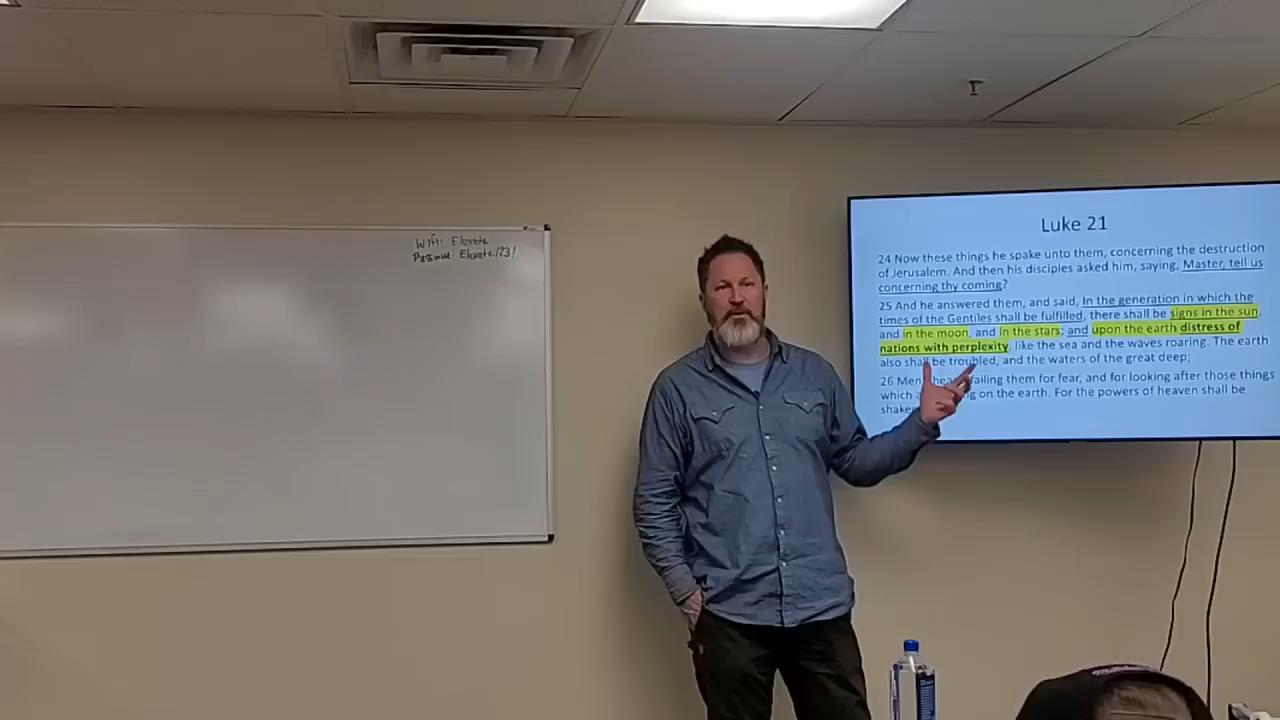 Wifi: Elevate
Elevate123!
Luke 21
24 Now these things he spake unto them, concerning the destruction
of Jerusalem. And then his disciples asked him, saying, Master, tell us
concerning thy coming?
25 And he answered them, and said, In the generation in which the
times of the Gentiles shall be fulfilled, there shall be signs in the sun,
and in the moon, and in the stars; and upon the earth distress of
nations with perplexity, like the sea and the waves roaring. The earth
also shall be troubled, and the waters of the great deep;
26 Men failing them for fear, and for looking after those things
which on the earth. For the powers of heaven shall be